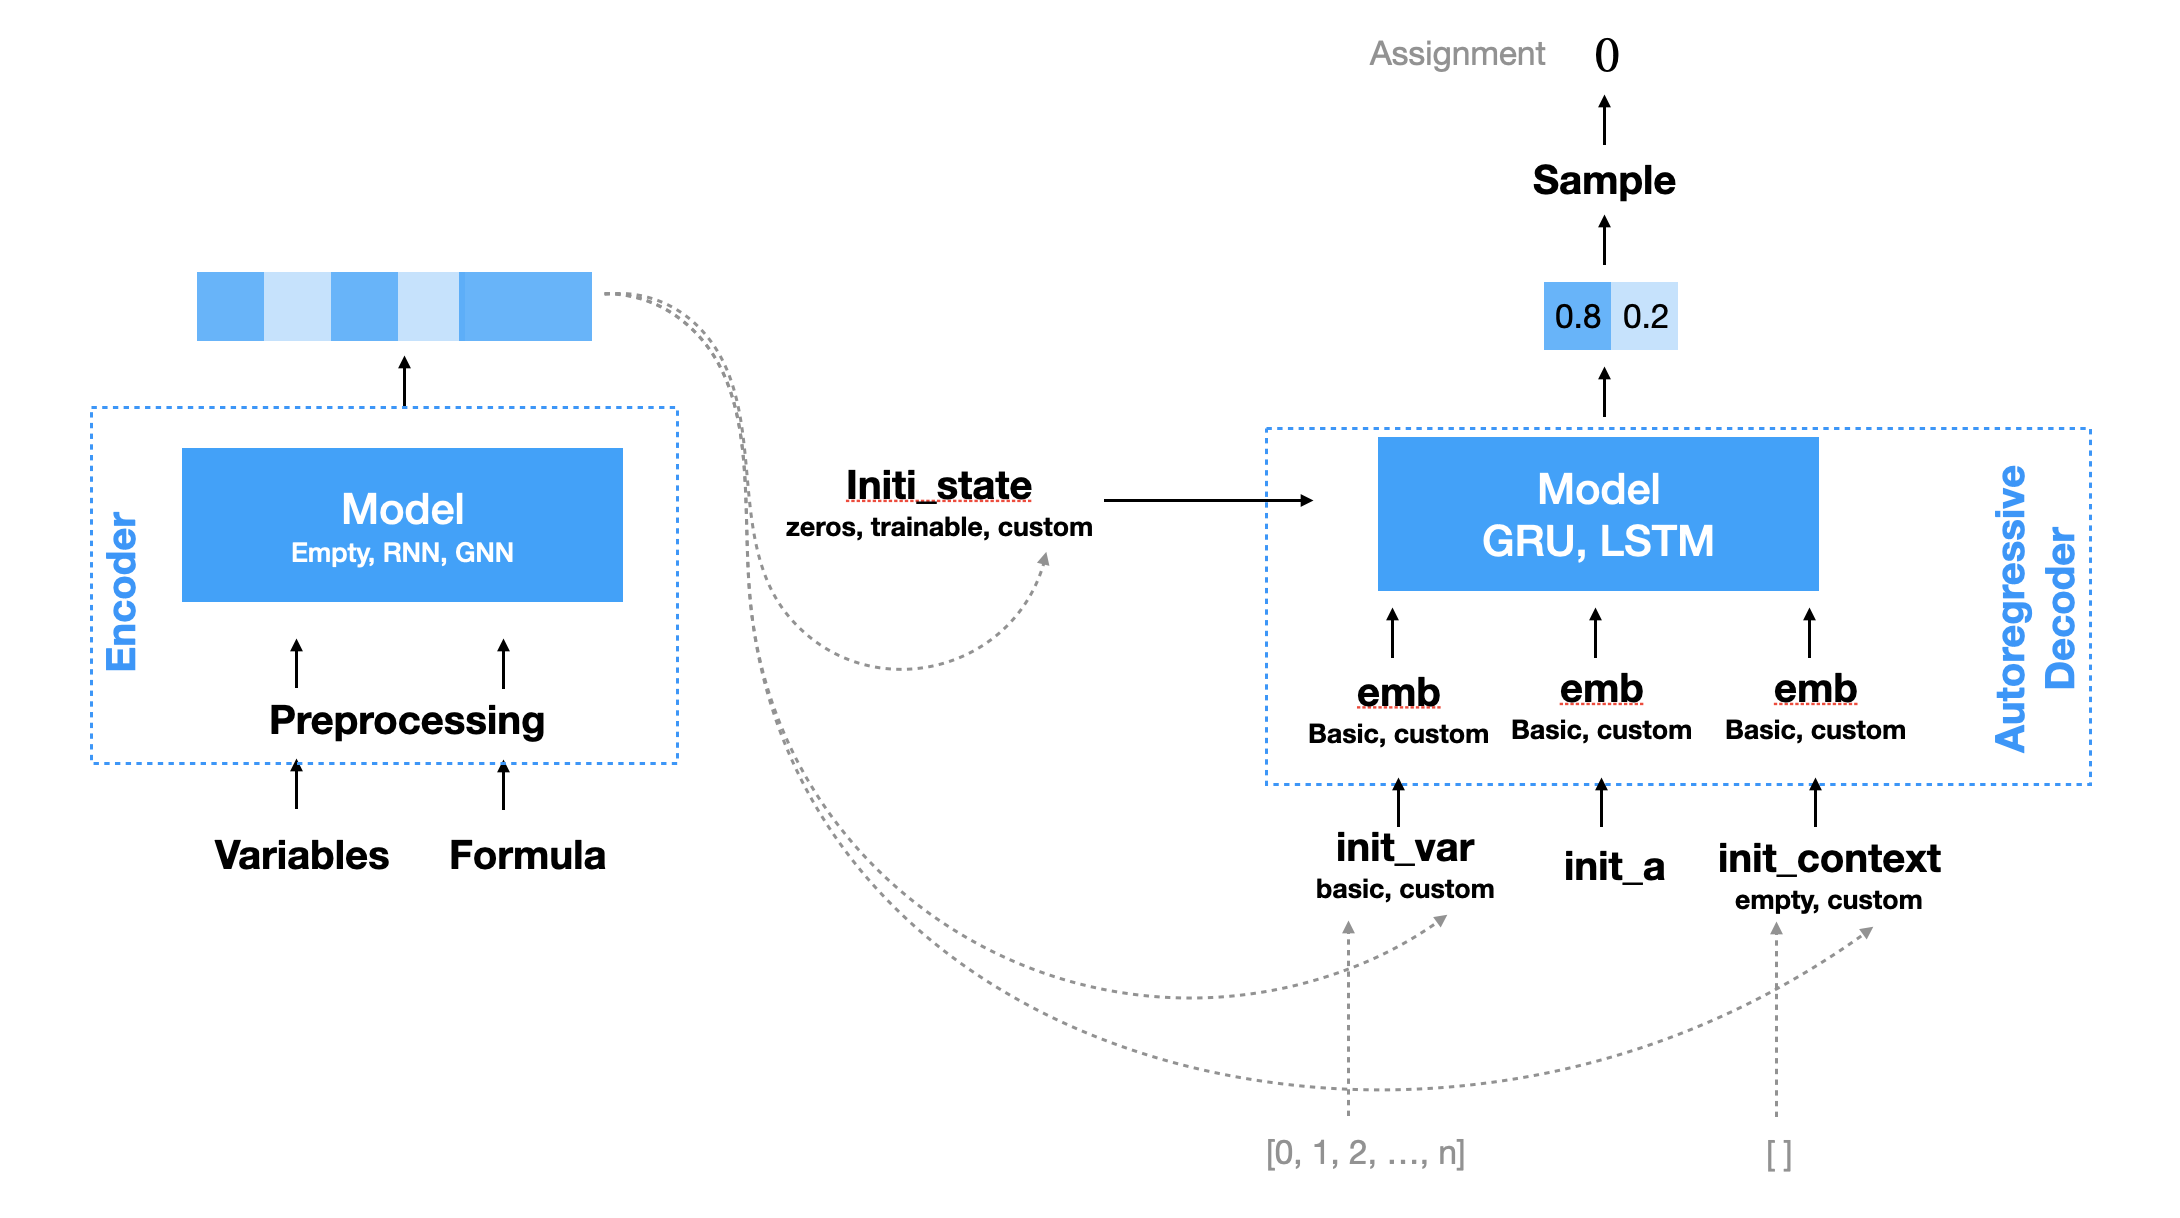 Assignment 0
Sample
0.8 0.2
Encoder
Model
Empty, RNN, GNN
Preprocessing
Variables Formula
Initi_state
zeros, trainable, custom
Autoregressive
Decoder
Model
GRU, LSTM
emb emb emb
Basic, custom Basic, custom Basic, custom
init_var init_a init_context
basic, custom empty, custom
[0, 1, 2, ..., n] [ ]